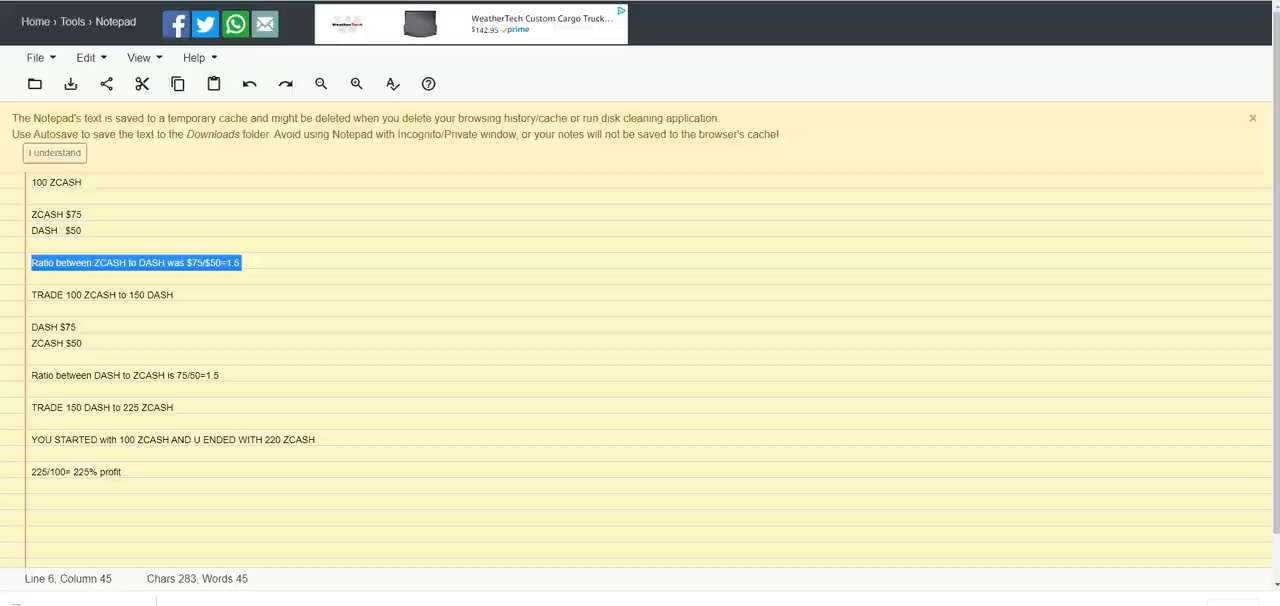 Home › Tools › Notepad
WeatherTech Custom Cargo Truck...
$142.95 prime
File Edit View Help
The Notepad's text is saved to a temporary cache and might be deleted when you delete your browsing history/cache or run disk cleaning application.
Use Autosave to save the text to the Downloads folder. Avoid using Notepad with Incognito/Private window, or your notes will not be saved to the browser's cache!
I understand
100 ZCASH
ZCASH $75
DASH $50
Ratio between ZCASH to DASH was $75/$50=1.5
TRADE 100 ZCASH to 150 DASH
DASH $75
ZCASH $50
Ratio between DASH to ZCASH is 75/50=1.5
TRADE 150 DASH to 225 ZCASH
YOU STARTED with 100 ZCASH AND U ENDED WITH 220 ZCASH
225/100= 225% profit
Line 6, Column 45 Chars 283, Words 45